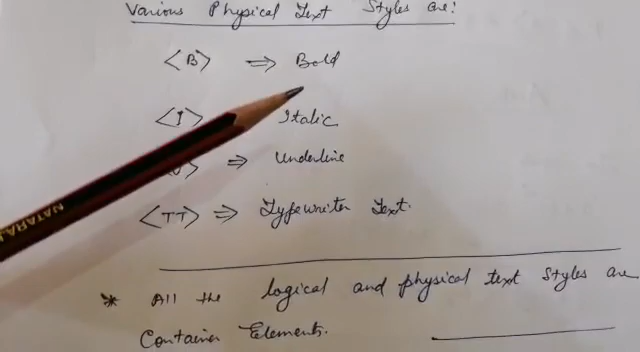 Various Physical Text Styles are:
<B> ⇒ Bold
<I> Italic
⇒ Underline
<TT> ⇒ Typewriter Text.
* All the logical and physical text styles are
Container Elements.
NATARAJ